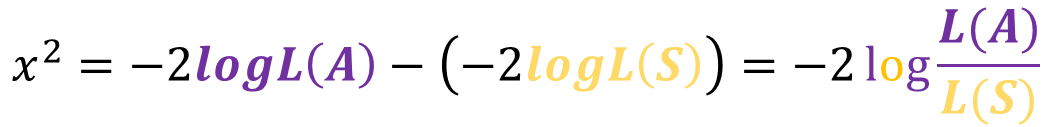 x² = −2logL(A) − (−2logL(S)) = −2 log L(A)/L(S)